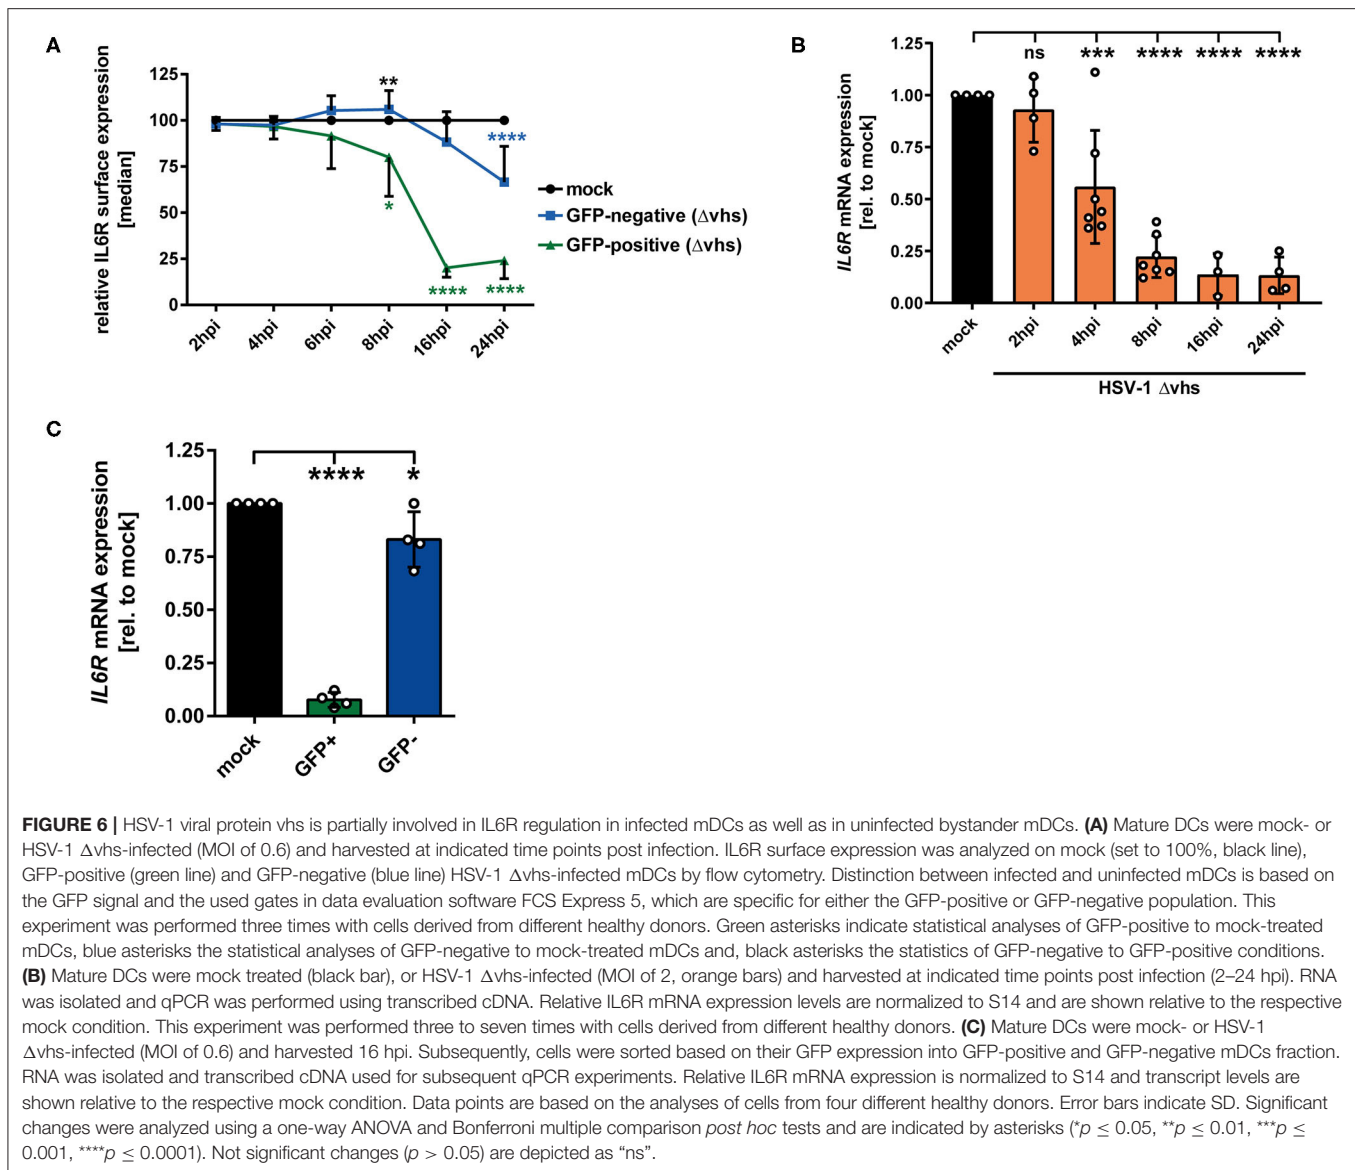 A
relative IL6R surface expression
[median]
125
100
75
50
25
0
**
****
*
****
****
2hpi
4hpi
6hpi
8hpi
16hpi
24hpi
mock
GFP-negative (Δvhs)
GFP-positive (Δvhs)
B
IL6R mRNA expression
[rel. to mock]
1.25
1.00
0.75
0.50
0.25
0.00
ns
***
****
****
****
mock
2hpi
4hpi
8hpi
16hpi
24hpi
HSV-1 Δvhs
C
IL6R mRNA expression
[rel. to mock]
1.25
1.00
0.75
0.50
0.25
0.00
****
*
mock
GFP+
GFP-
FIGURE 6 | HSV-1 viral protein vhs is partially involved in IL6R regulation in infected mDCs as well as in uninfected bystander mDCs. (A) Mature DCs were mock- or
HSV-1 Δvhs-infected (MOI of 0.6) and harvested at indicated time points post infection. IL6R surface expression was analyzed on mock (set to 100%, black line),
GFP-positive (green line) and GFP-negative (blue line) HSV-1 Δvhs-infected mDCs by flow cytometry. Distinction between infected and uninfected mDCs is based on
the GFP signal and the used gates in data evaluation software FCS Express 5, which are specific for either the GFP-positive or GFP-negative population. This
experiment was performed three times with cells derived from different healthy donors. Green asterisks indicate statistical analyses of GFP-positive to mock-treated
mDCs, blue asterisks the statistical analyses of GFP-negative to mock-treated mDCs and, black asterisks the statistics of GFP-negative to GFP-positive conditions.
(B) Mature DCs were mock treated (black bar), or HSV-1 Δvhs-infected (MOI of 2, orange bars) and harvested at indicated time points post infection (2–24 hpi). RNA
was isolated and qPCR was performed using transcribed cDNA. Relative IL6R mRNA expression levels are normalized to S14 and are shown relative to the respective
mock condition. This experiment was performed three to seven times with cells derived from different healthy donors. (C) Mature DCs were mock- or HSV-1
Δvhs-infected (MOI of 0.6) and harvested 16 hpi. Subsequently, cells were sorted based on their GFP expression into GFP-positive and GFP-negative mDCs fraction.
RNA was isolated and transcribed cDNA used for subsequent qPCR experiments. Relative IL6R mRNA expression is normalized to S14 and transcript levels are
shown relative to the respective mock condition. Data points are based on the analyses of cells from four different healthy donors. Error bars indicate SD. Significant
changes were analyzed using a one-way ANOVA and Bonferroni multiple comparison post hoc tests and are indicated by asterisks (*p ≤ 0.05, **p ≤ 0.01, ***p ≤
0.001, ****p ≤ 0.0001). Not significant changes (p > 0.05) are depicted as “ns”.